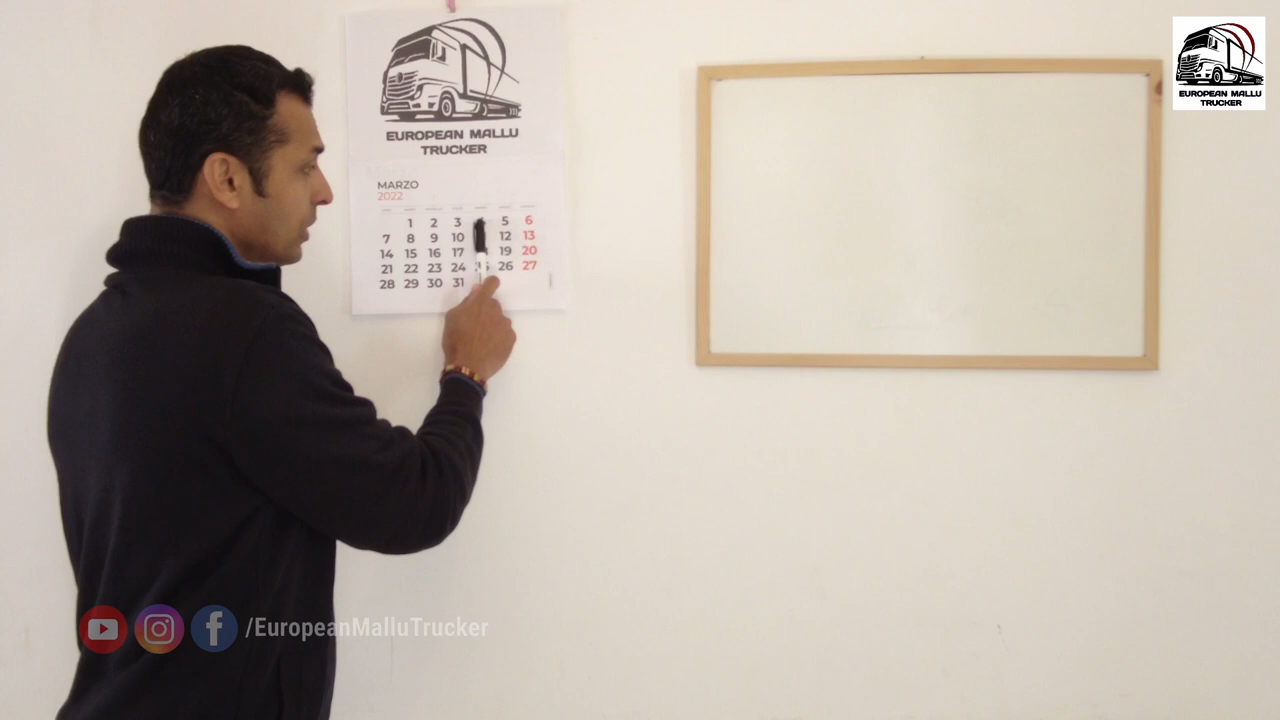 EUROPEAN MALLU
TRUCKER
MARZO
2022
1 2 3 5 6
7 8 9 10 12 13
14 15 16 17 19 20
21 22 23 24 26 27
28 29 30 31
EUROPEAN MALLU
TRUCKER
/EuropeanMalluTrucker